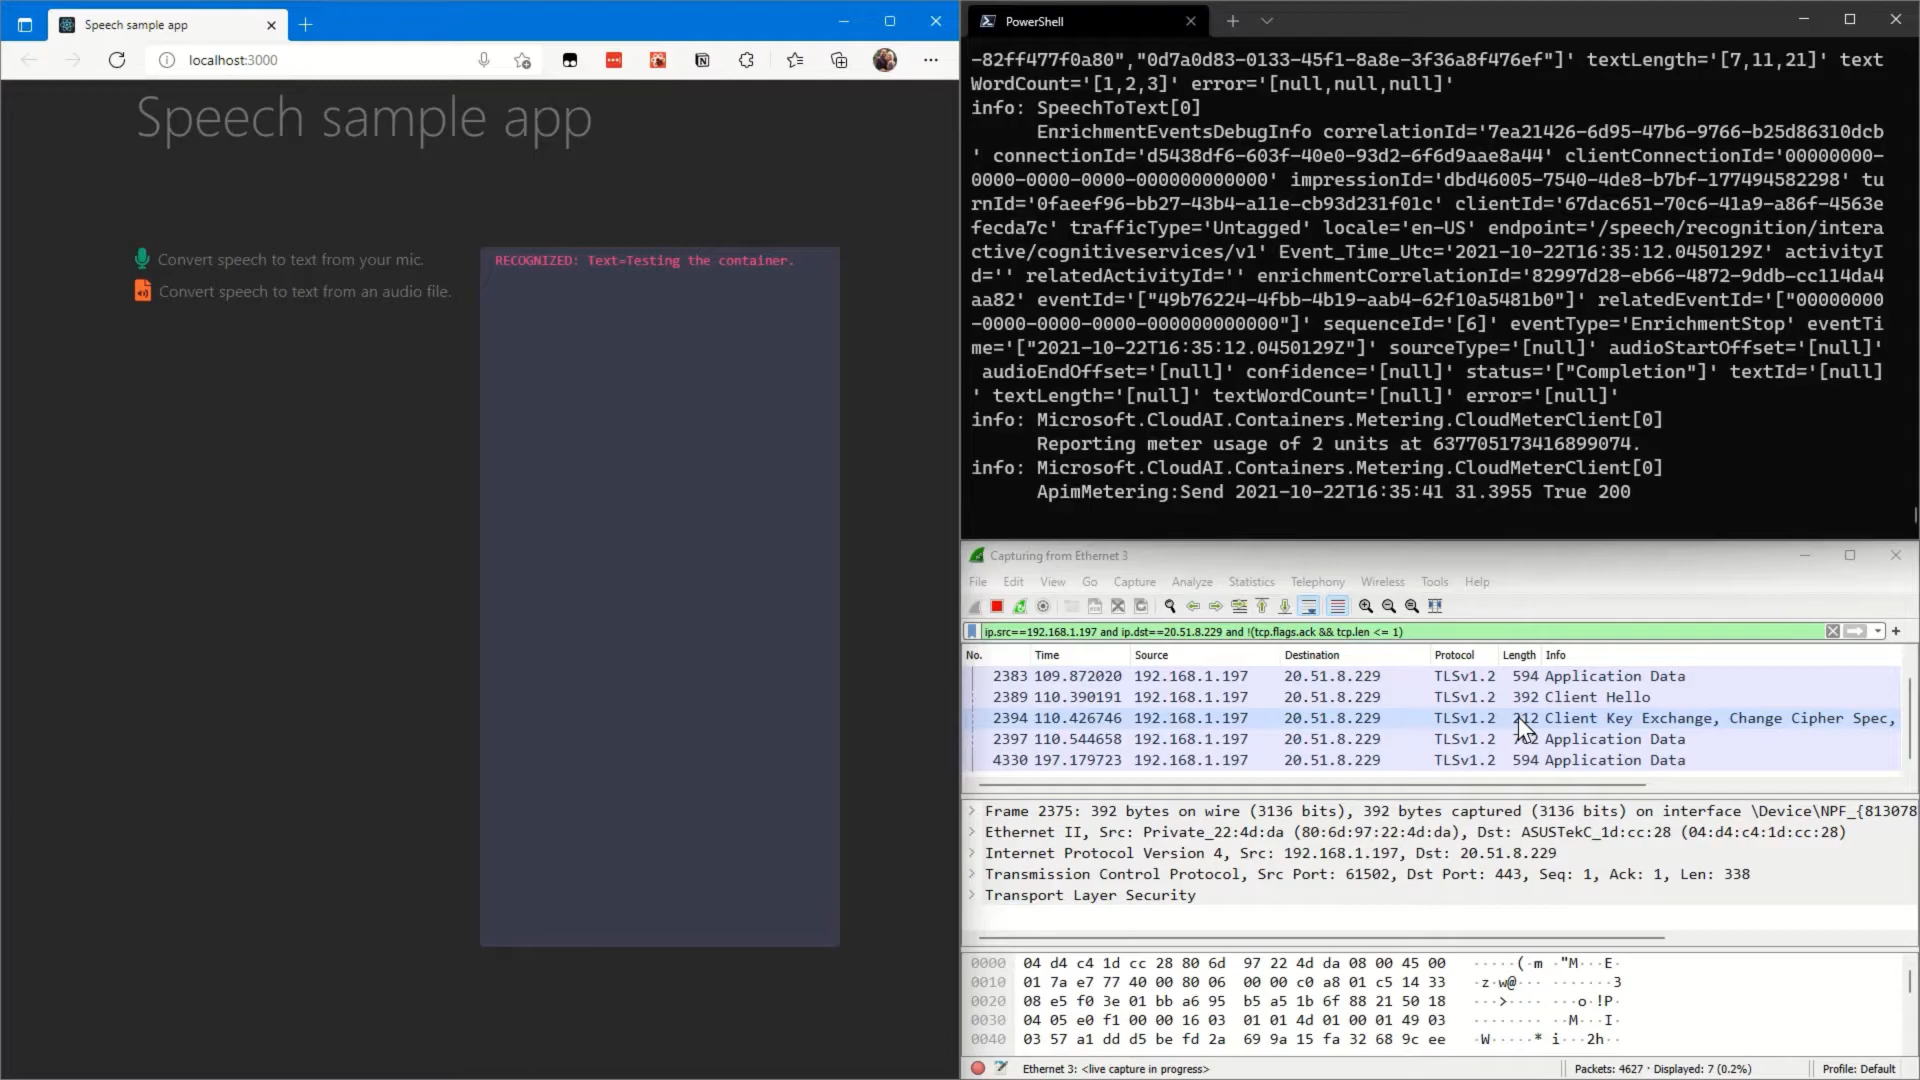 Speech sample app
localhost:3000
Speech sample app
Convert speech to text from your mic.
Convert speech to text from an audio file.
RECOGNIZED: Text=Testing the container.
PowerShell
-82ff477f0a80","0d7a0d83-0133-45f1-8a8e-3f36a8f476ef"]' textLength='[7,11,21]' text
WordCount='[1,2,3]' error='[null,null,null]'
info: SpeechToText[0]
EnrichmentEventsDebugInfo correlationId='7ea21426-6d95-47b6-9766-b25d86310dcb
' connectionId='d5438df6-603f-40e0-93d2-6f6d9aae8a44' clientConnectionId='00000000-
0000-0000-0000-000000000000' impressionId='dbd46005-7540-4de8-b7bf-177494582298' tu
rnId='0faeef96-bb27-43b4-a11e-cb93d231f01c' clientId='67dac651-70c6-41a9-a86f-4563e
fecda7c' trafficType='Untagged' locale='en-US' endpoint='/speech/recognition/intera
ctive/cognitiveservices/v1' Event_Time_Utc='2021-10-22T16:35:12.0450129Z' activityI
d='' relatedActivityId='' enrichmentCorrelationId='82997d28-eb66-4872-9ddb-cc114da4
aa82' eventId='["49b76224-4fbb-4b19-aab4-62f10a5481b0"]' relatedEventId='["00000000
-0000-0000-0000-000000000000"]' sequenceId='[6]' eventType='EnrichmentStop' eventTi
me='["2021-10-22T16:35:12.0450129Z"]' sourceType='[null]' audioStartOffset='[null]'
audioEndOffset='[null]' confidence='[null]' status='["Completion"]' textId='[null]
' textLength='[null]' textWordCount='[null]' error='[null]'
info: Microsoft.CloudAI.Containers.Metering.CloudMeterClient[0]
Reporting meter usage of 2 units at 637705173416899074.
info: Microsoft.CloudAI.Containers.Metering.CloudMeterClient[0]
ApimMetering:Send 2021-10-22T16:35:41 31.3955 True 200
Capturing from Ethernet 3
File Edit View Go Capture Analyze Statistics Telephony Wireless Tools Help
ip.src==192.168.1.197 and ip.dst==20.51.8.229 and !(tcp.flags.ack && tcp.len <= 1)
No. Time Source Destination Protocol Length Info
2383 109.872020 192.168.1.197 20.51.8.229 TLSv1.2 594 Application Data
2389 110.390191 192.168.1.197 20.51.8.229 TLSv1.2 392 Client Hello
2394 110.426746 192.168.1.197 20.51.8.229 TLSv1.2 212 Client Key Exchange, Change Cipher Spec,
2397 110.544658 192.168.1.197 20.51.8.229 TLSv1.2 Application Data
4330 197.179723 192.168.1.197 20.51.8.229 TLSv1.2 594 Application Data
Frame 2375: 392 bytes on wire (3136 bits), 392 bytes captured (3136 bits) on interface \Device\NPF_{813078
Ethernet II, Src: Private_22:4d:da (80:6d:97:22:4d:da), Dst: ASUSTekC_1d:cc:28 (04:d4:c4:1d:cc:28)
Internet Protocol Version 4, Src: 192.168.1.197, Dst: 20.51.8.229
Transmission Control Protocol, Src Port: 61502, Dst Port: 443, Seq: 1, Ack: 1, Len: 338
Transport Layer Security
0000 04 d4 c4 1d cc 28 80 6d 97 22 4d da 08 00 45 00 ·····(·m ·"M···E·
0010 01 7a e7 77 40 00 80 06 00 00 c0 a8 01 c5 14 33 ·z·w@··· ·······3
0020 08 e5 f0 3e 01 bb a6 95 b5 a5 1b 6f 88 21 50 18 ···>···· ···o·!P·
0030 04 05 e0 f1 00 00 16 03 01 01 4d 01 00 01 49 03 ········ ··M···I·
0040 03 57 a1 dd d5 be fd 2a 69 9a 15 fa 32 68 9c ee ·W·····* i···2h··
Ethernet 3: <live capture in progress>
Packets: 4627 · Displayed: 7 (0.2%)
Profile: Default